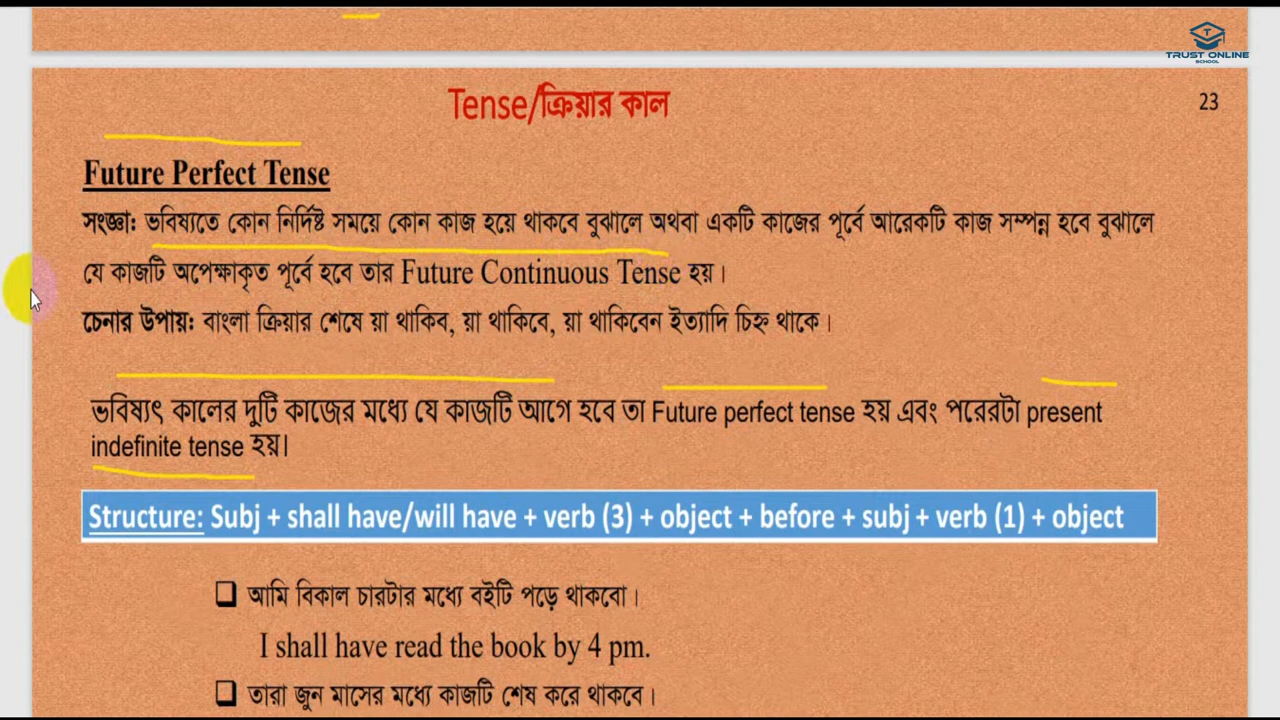 TRUST ONLINE
SCHOOL
Tense/ক্রিয়ার কাল
23
Future Perfect Tense
সংজ্ঞা: ভবিষ্যতে কোন নির্দিষ্ট সময়ে কোন কাজ হয়ে থাকবে বুঝালে অথবা একটি কাজের পূর্বে আরেকটি কাজ সম্পন্ন হবে বুঝালে
যে কাজটি অপেক্ষাকৃত পূর্বে হবে তার Future Continuous Tense হয়।
চেনার উপায়: বাংলা ক্রিয়ার শেষে য়া থাকিব, য়া থাকিবে, য়া থাকিবেন ইত্যাদি চিহ্ন থাকে।
ভবিষ্যৎ কালের দুটি কাজের মধ্যে যে কাজটি আগে হবে তা Future perfect tense হয় এবং পরেরটা present
indefinite tense হয়।
Structure: Subj + shall have/will have + verb (3) + object + before + subj + verb (1) + object
আমি বিকাল চারটার মধ্যে বইটি পড়ে থাকবো।
I shall have read the book by 4 pm.
তারা জুন মাসের মধ্যে কাজটি শেষ করে থাকবে।